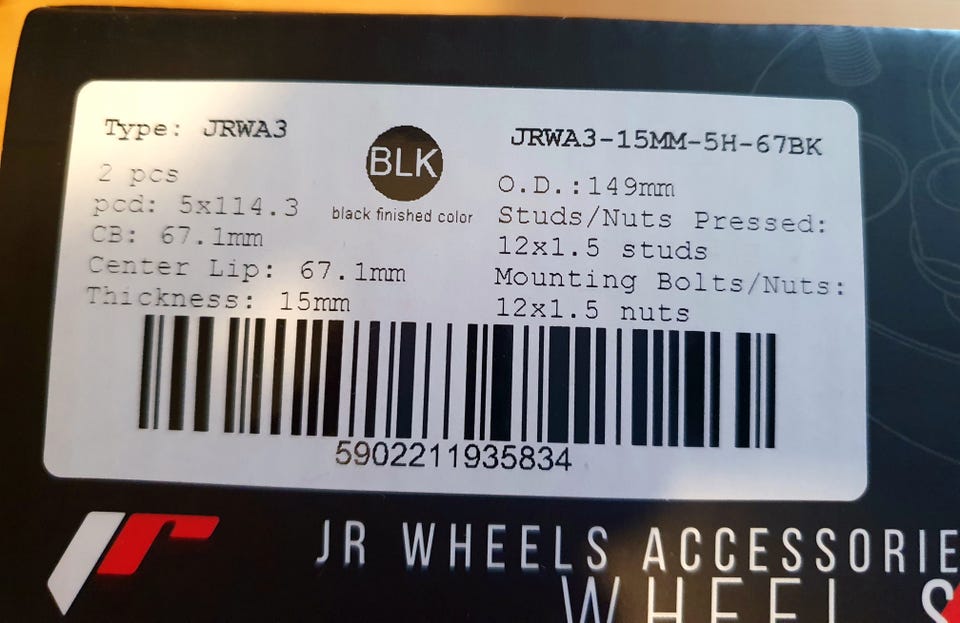 Type: JRWA3
2 pcs
pcd: 5x114.3
CB: 67.1mm
Center Lip: 67.1mm
Thickness: 15mm
BLK
black finished color
JRWA3-15MM-5H-67BK
O.D.:149mm
Studs/Nuts Pressed:
12x1.5 studs
Mounting Bolts/Nuts:
12x1.5 nuts
5902211935834
JR WHEELS ACCESSORIE
WHEEL S